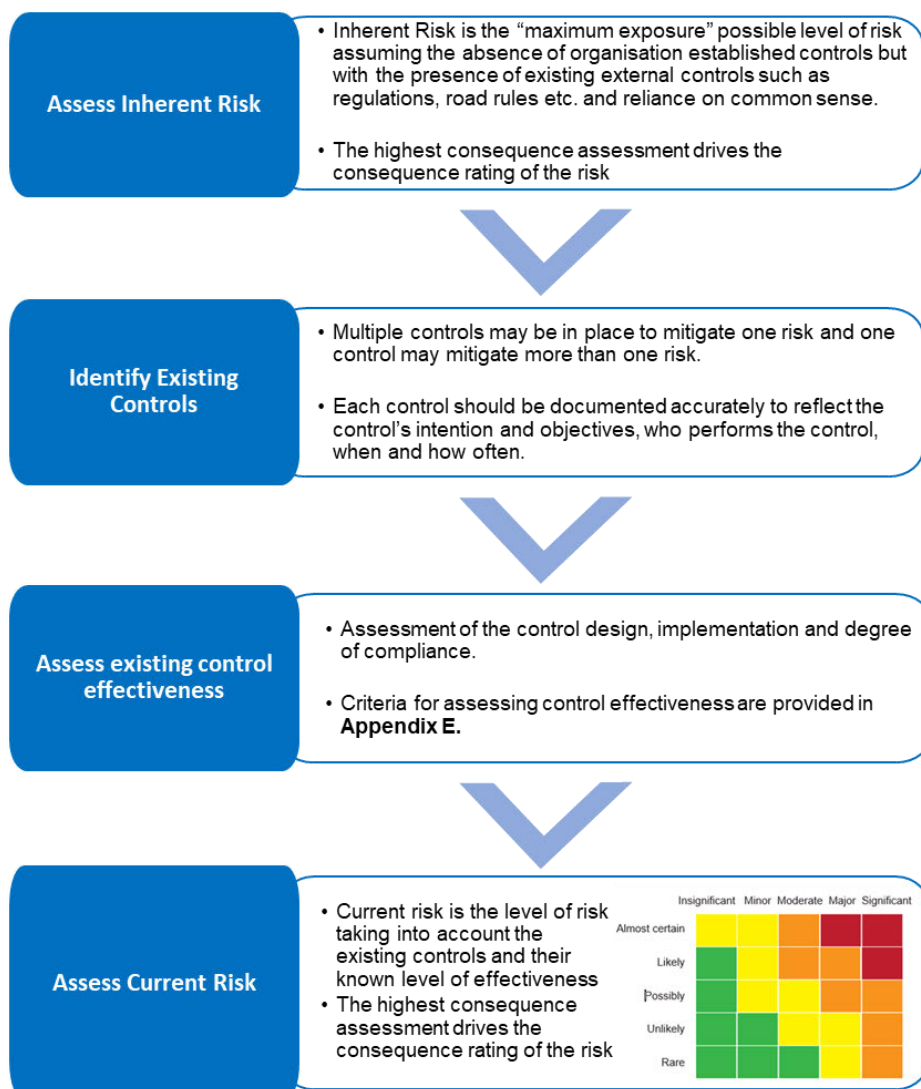 Assess Inherent Risk
• Inherent Risk is the “maximum exposure” possible level of risk
assuming the absence of organisation established controls but
with the presence of existing external controls such as
regulations, road rules etc. and reliance on common sense.
• The highest consequence assessment drives the
consequence rating of the risk
Identify Existing
Controls
• Multiple controls may be in place to mitigate one risk and one
control may mitigate more than one risk.
• Each control should be documented accurately to reflect the
control’s intention and objectives, who performs the control,
when and how often.
Assess existing control
effectiveness
• Assessment of the control design, implementation and degree
of compliance.
• Criteria for assessing control effectiveness are provided in
Appendix E.
Assess Current Risk
• Current risk is the level of risk
taking into account the
existing controls and their
known level of effectiveness
• The highest consequence
assessment drives the
consequence rating of the risk
Insignificant Minor Moderate Major Significant
Almost certain
Likely
Possibly
Unlikely
Rare